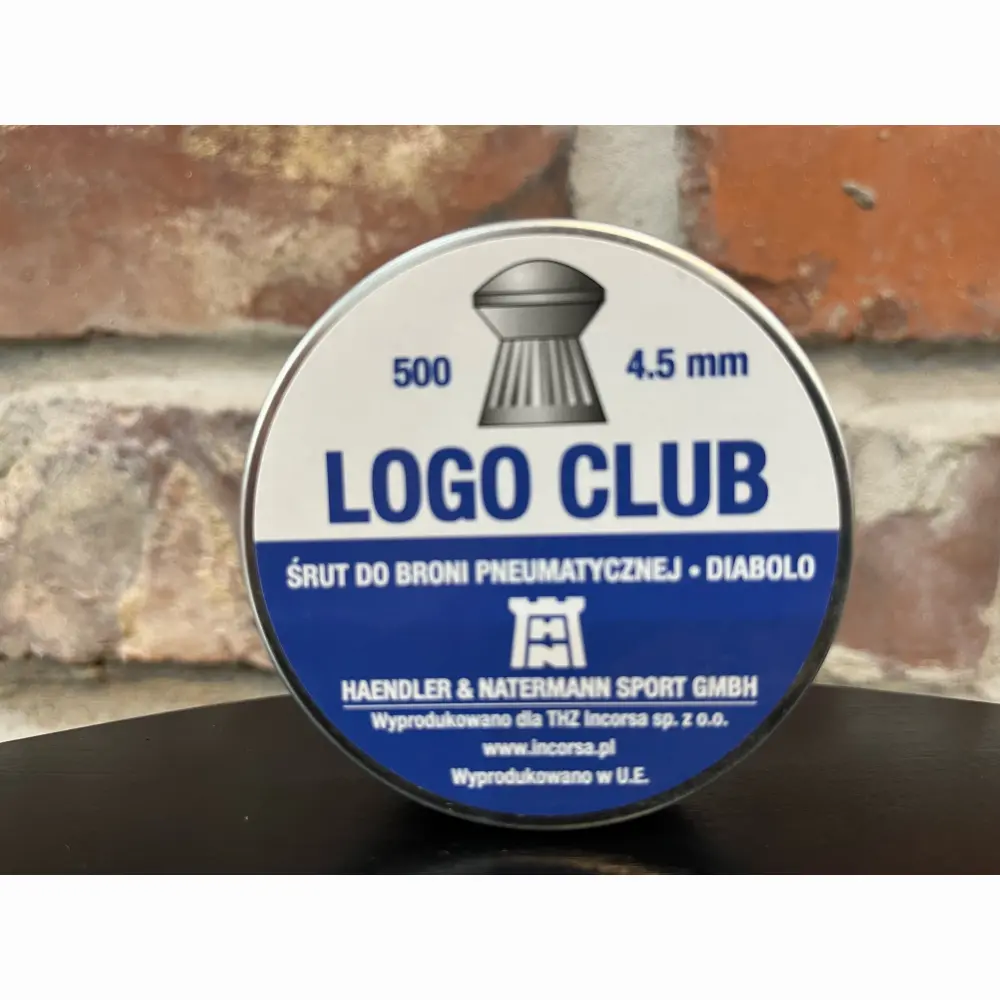 500
4.5 mm
LOGO CLUB
ŚRUT DO BRONI PNEUMATYCZNEJ • DIABOLO
HN
HAENDLER & NATERMANN SPORT GMBH
Wyprodukowano dla THZ Incorsa sp. z o.o.
www.incorsa.pl
Wyprodukowano w U.E.